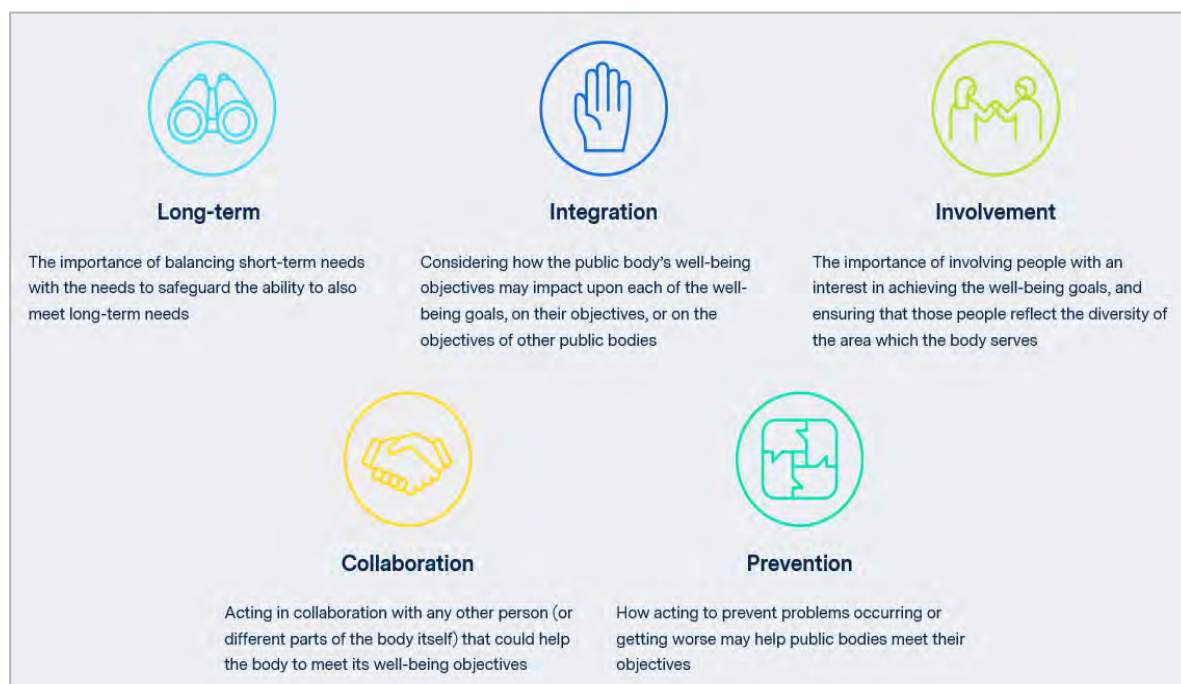 Long-term
The importance of balancing short-term needs
with the needs to safeguard the ability to also
meet long-term needs
Integration
Considering how the public body's well-being
objectives may impact upon each of the well-
being goals, on their objectives, or on the
objectives of other public bodies
Involvement
The importance of involving people with an
interest in achieving the well-being goals, and
ensuring that those people reflect the diversity of
the area which the body serves
Collaboration
Acting in collaboration with any other person (or
different parts of the body itself) that could help
the body to meet its well-being objectives
Prevention
How acting to prevent problems occurring or
getting worse may help public bodies meet their
objectives